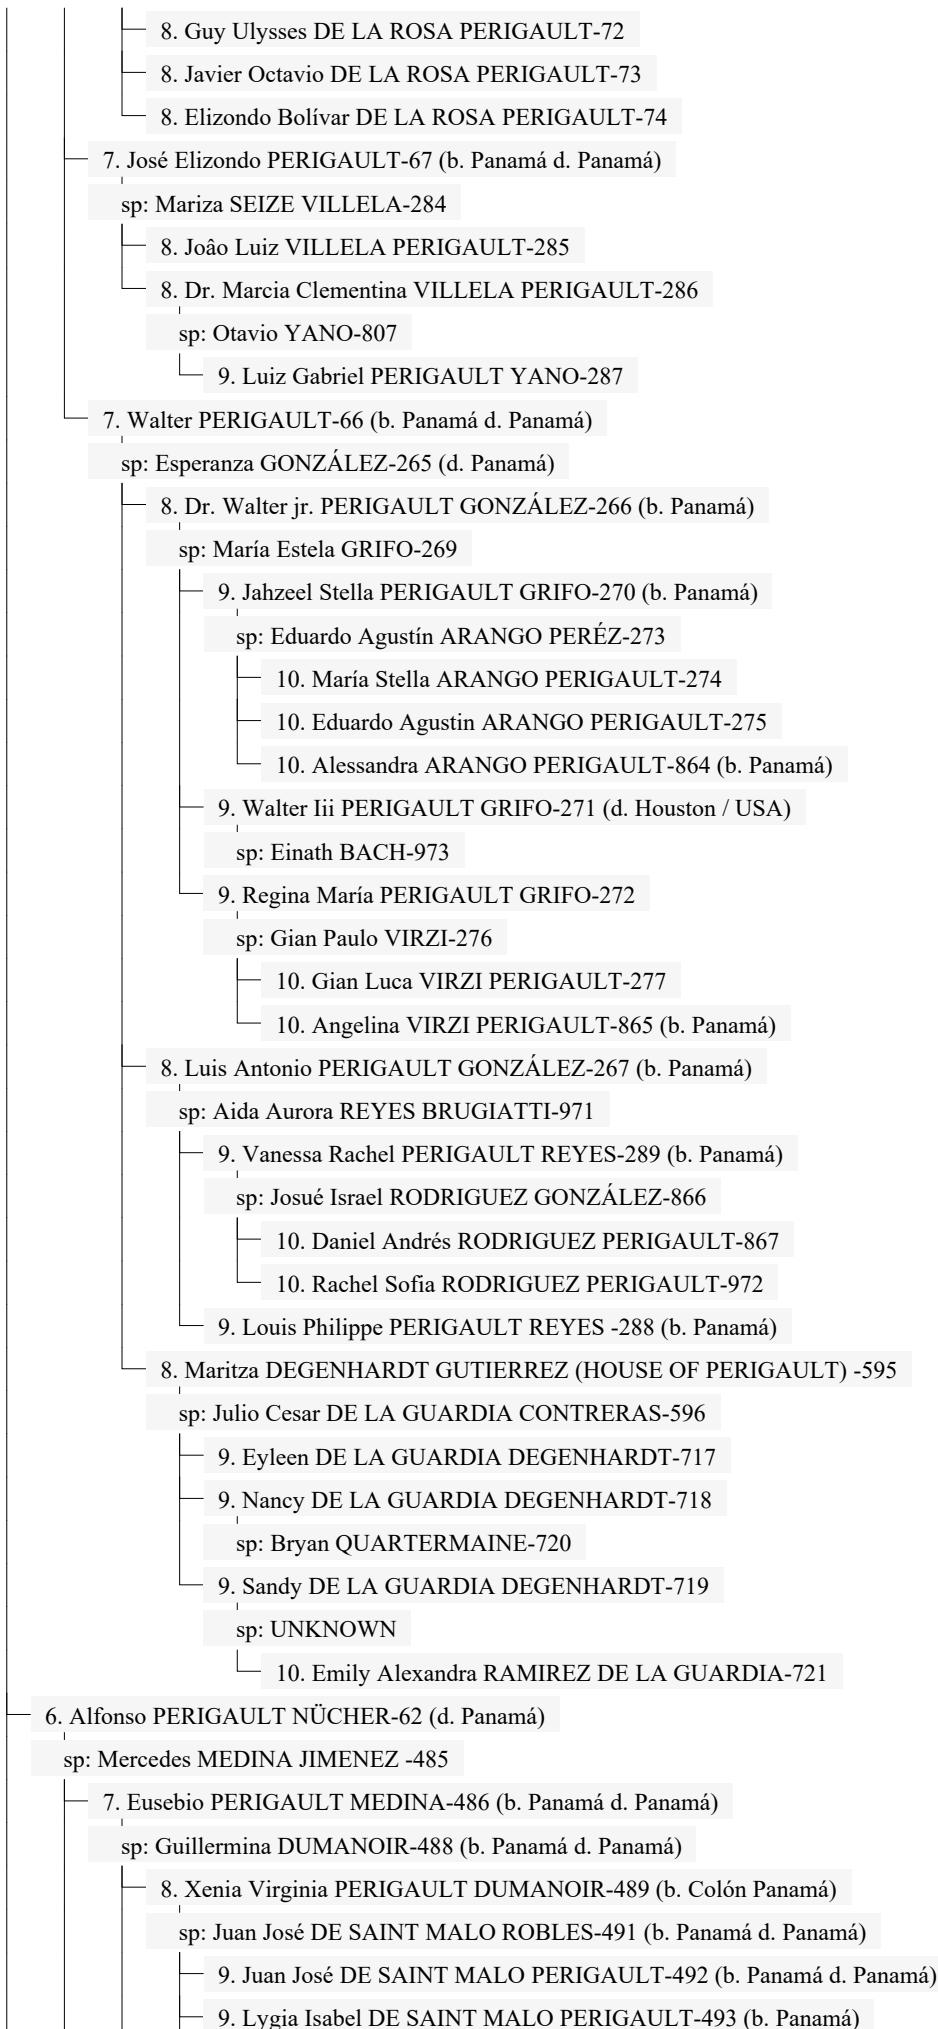 8. Guy Ulysses DE LA ROSA PERIGAULT-72
8. Javier Octavio DE LA ROSA PERIGAULT-73
8. Elizondo Bolívar DE LA ROSA PERIGAULT-74
7. José Elizondo PERIGAULT-67 (b. Panamá d. Panamá)
sp: Mariza SEIZE VILLELA-284
8. Joâo Luiz VILLELA PERIGAULT-285
8. Dr. Marcia Clementina VILLELA PERIGAULT-286
sp: Otavio YANO-807
9. Luiz Gabriel PERIGAULT YANO-287
7. Walter PERIGAULT-66 (b. Panamá d. Panamá)
sp: Esperanza GONZÁLEZ-265 (d. Panamá)
8. Dr. Walter jr. PERIGAULT GONZÁLEZ-266 (b. Panamá)
sp: María Estela GRIFO-269
9. Jahzeel Stella PERIGAULT GRIFO-270 (b. Panamá)
sp: Eduardo Agustín ARANGO PERÉZ-273
10. María Stella ARANGO PERIGAULT-274
10. Eduardo Agustin ARANGO PERIGAULT-275
10. Alessandra ARANGO PERIGAULT-864 (b. Panamá)
9. Walter Iii PERIGAULT GRIFO-271 (d. Houston / USA)
sp: Einath BACH-973
9. Regina María PERIGAULT GRIFO-272
sp: Gian Paulo VIRZI-276
10. Gian Luca VIRZI PERIGAULT-277
10. Angelina VIRZI PERIGAULT-865 (b. Panamá)
8. Luis Antonio PERIGAULT GONZÁLEZ-267 (b. Panamá)
sp: Aida Aurora REYES BRUGIATTI-971
9. Vanessa Rachel PERIGAULT REYES-289 (b. Panamá)
sp: Josué Israel RODRIGUEZ GONZÁLEZ-866
10. Daniel Andrés RODRIGUEZ PERIGAULT-867
10. Rachel Sofia RODRIGUEZ PERIGAULT-972
9. Louis Philippe PERIGAULT REYES -288 (b. Panamá)
8. Maritza DEGENHARDT GUTIERREZ (HOUSE OF PERIGAULT) -595
sp: Julio Cesar DE LA GUARDIA CONTRERAS-596
9. Eyleen DE LA GUARDIA DEGENHARDT-717
9. Nancy DE LA GUARDIA DEGENHARDT-718
sp: Bryan QUARTERMAINE-720
9. Sandy DE LA GUARDIA DEGENHARDT-719
sp: UNKNOWN
10. Emily Alexandra RAMIREZ DE LA GUARDIA-721
6. Alfonso PERIGAULT NÜCHER-62 (d. Panamá)
sp: Mercedes MEDINA JIMENEZ -485
7. Eusebio PERIGAULT MEDINA-486 (b. Panamá d. Panamá)
sp: Guillermina DUMANOIR-488 (b. Panamá d. Panamá)
8. Xenia Virginia PERIGAULT DUMANOIR-489 (b. Colón Panamá)
sp: Juan José DE SAINT MALO ROBLES-491 (b. Panamá d. Panamá)
9. Juan José DE SAINT MALO PERIGAULT-492 (b. Panamá d. Panamá)
9. Lygia Isabel DE SAINT MALO PERIGAULT-493 (b. Panamá)